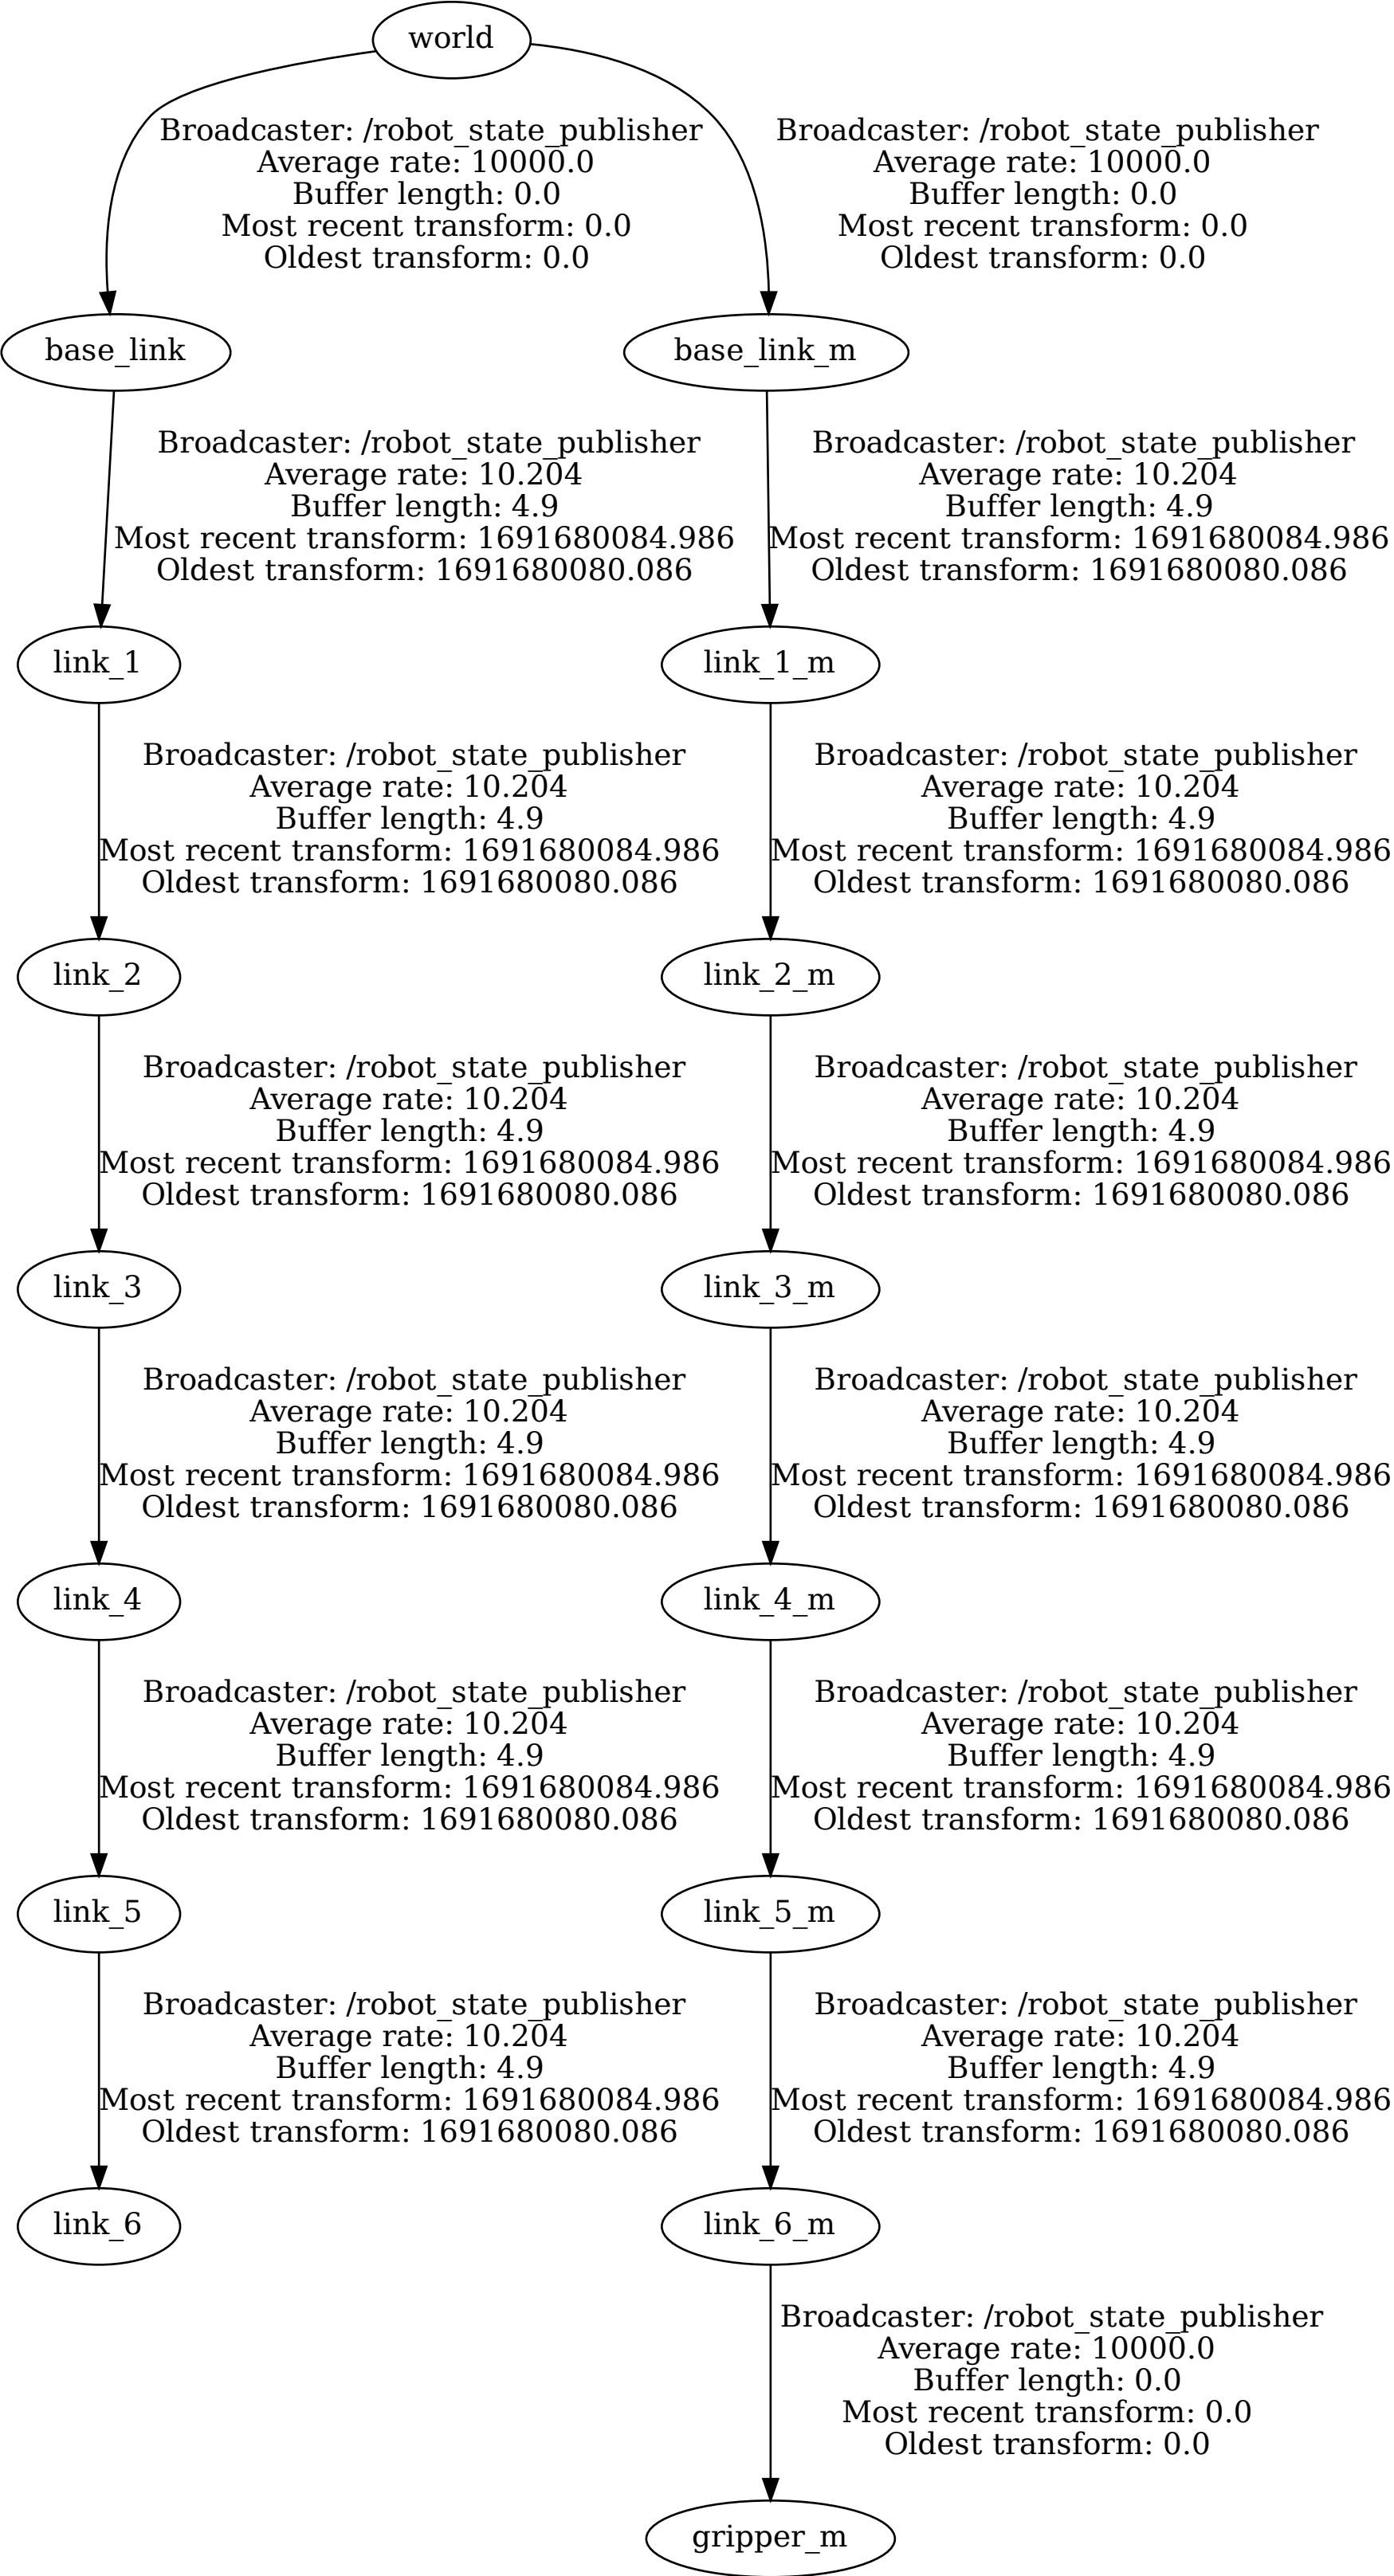 world
Broadcaster: /robot_state_publisher
Average rate: 10000.0
Buffer length: 0.0
Most recent transform: 0.0
Oldest transform: 0.0
Broadcaster: /robot_state_publisher
Average rate: 10000.0
Buffer length: 0.0
Most recent transform: 0.0
Oldest transform: 0.0
base_link
base_link_m
Broadcaster: /robot_state_publisher
Average rate: 10.204
Buffer length: 4.9
Most recent transform: 1691680084.986
Oldest transform: 1691680080.086
Broadcaster: /robot_state_publisher
Average rate: 10.204
Buffer length: 4.9
Most recent transform: 1691680084.986
Oldest transform: 1691680080.086
link_1
link_1_m
Broadcaster: /robot_state_publisher
Average rate: 10.204
Buffer length: 4.9
Most recent transform: 1691680084.986
Oldest transform: 1691680080.086
Broadcaster: /robot_state_publisher
Average rate: 10.204
Buffer length: 4.9
Most recent transform: 1691680084.986
Oldest transform: 1691680080.086
link_2
link_2_m
Broadcaster: /robot_state_publisher
Average rate: 10.204
Buffer length: 4.9
Most recent transform: 1691680084.986
Oldest transform: 1691680080.086
Broadcaster: /robot_state_publisher
Average rate: 10.204
Buffer length: 4.9
Most recent transform: 1691680084.986
Oldest transform: 1691680080.086
link_3
link_3_m
Broadcaster: /robot_state_publisher
Average rate: 10.204
Buffer length: 4.9
Most recent transform: 1691680084.986
Oldest transform: 1691680080.086
Broadcaster: /robot_state_publisher
Average rate: 10.204
Buffer length: 4.9
Most recent transform: 1691680084.986
Oldest transform: 1691680080.086
link_4
link_4_m
Broadcaster: /robot_state_publisher
Average rate: 10.204
Buffer length: 4.9
Most recent transform: 1691680084.986
Oldest transform: 1691680080.086
Broadcaster: /robot_state_publisher
Average rate: 10.204
Buffer length: 4.9
Most recent transform: 1691680084.986
Oldest transform: 1691680080.086
link_5
link_5_m
Broadcaster: /robot_state_publisher
Average rate: 10.204
Buffer length: 4.9
Most recent transform: 1691680084.986
Oldest transform: 1691680080.086
Broadcaster: /robot_state_publisher
Average rate: 10.204
Buffer length: 4.9
Most recent transform: 1691680084.986
Oldest transform: 1691680080.086
link_6
link_6_m
Broadcaster: /robot_state_publisher
Average rate: 10000.0
Buffer length: 0.0
Most recent transform: 0.0
Oldest transform: 0.0
gripper_m